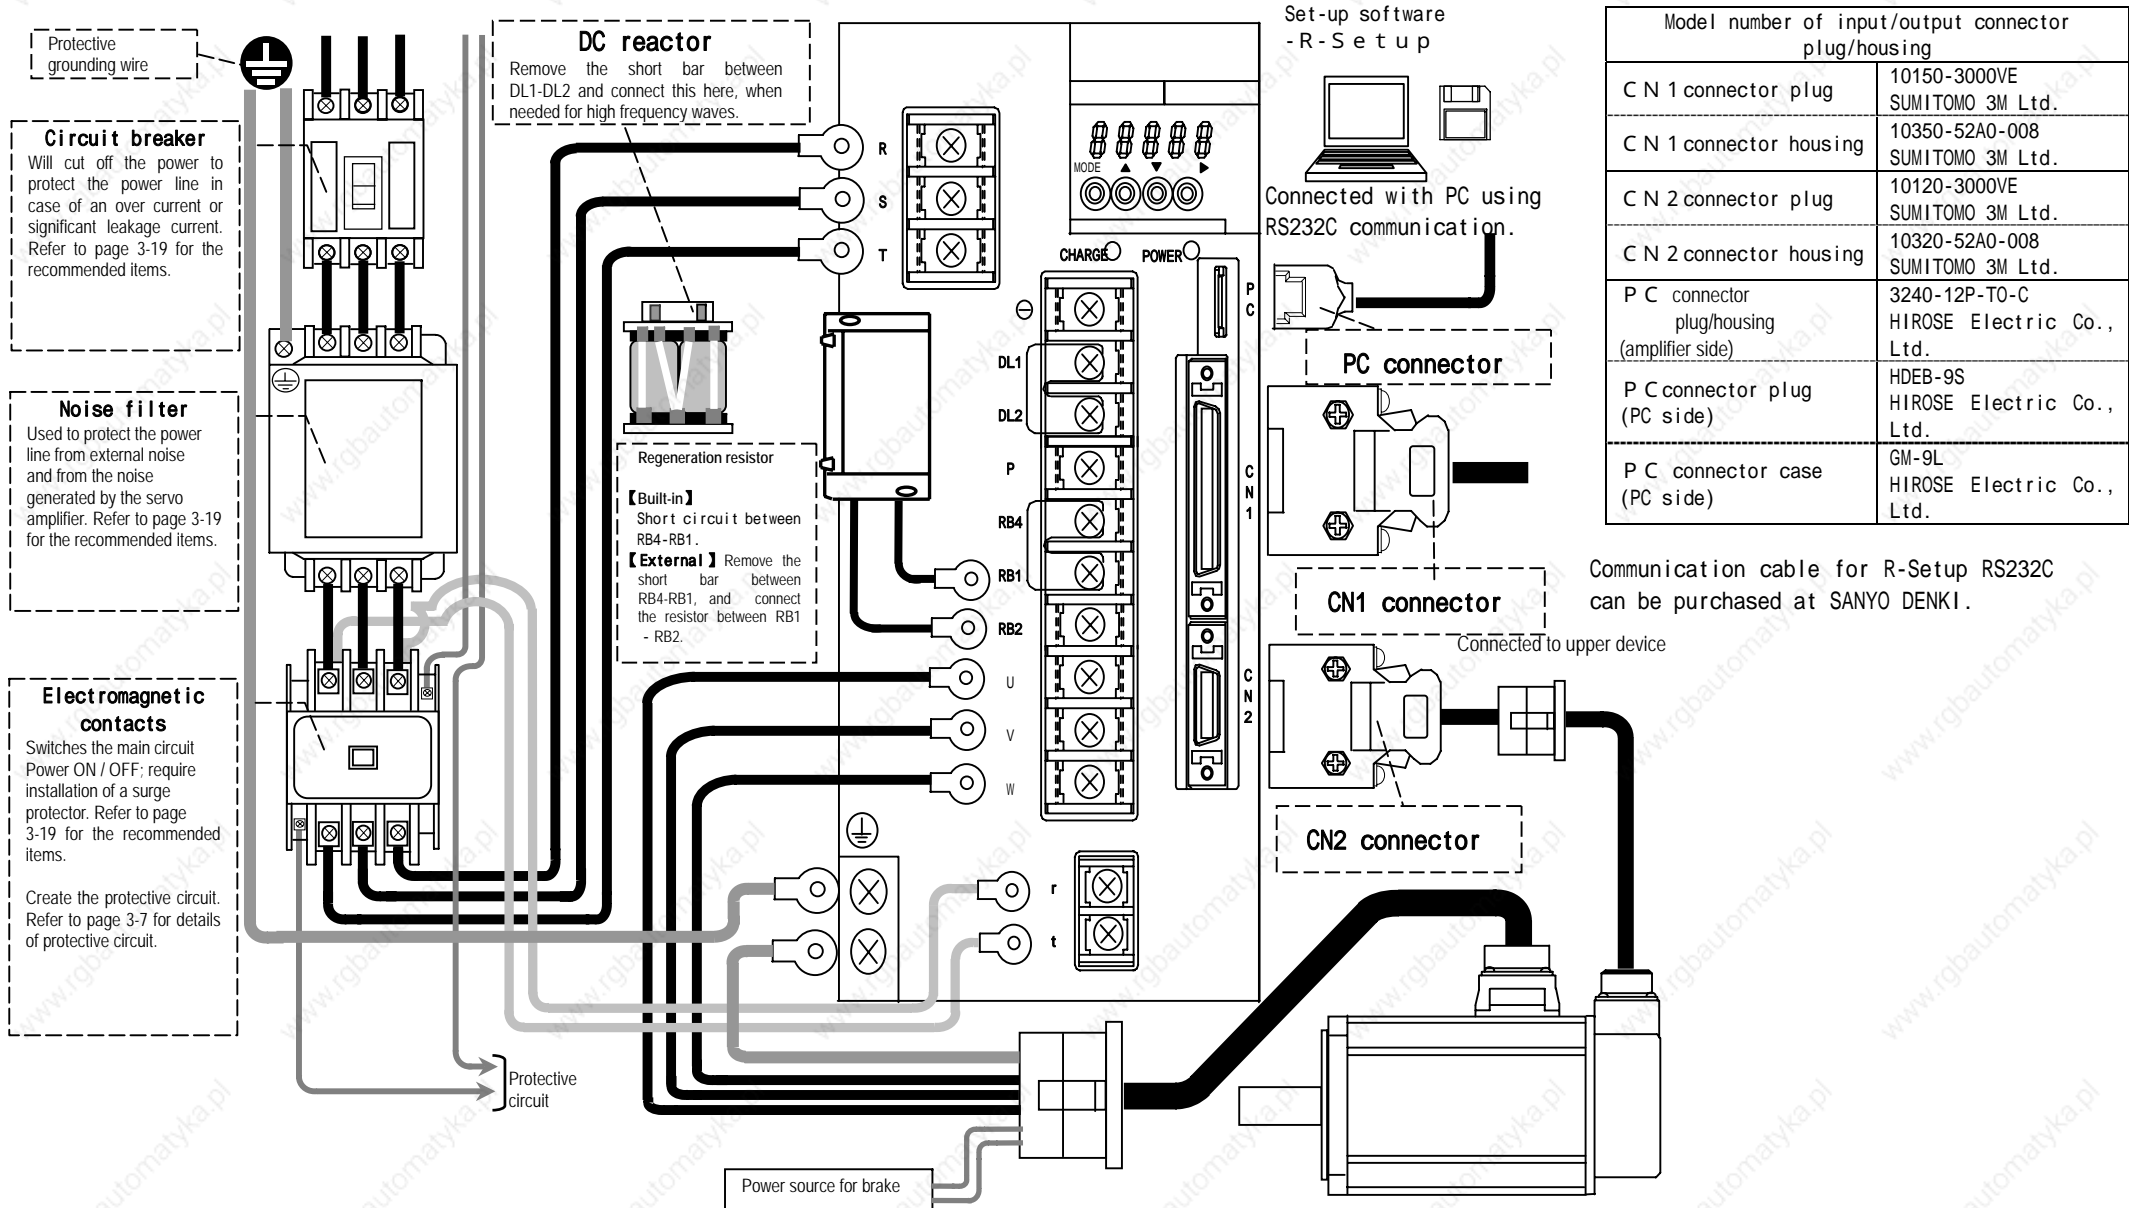 Protective
grounding wire
Circuit breaker
Will cut off the power to
protect the power line in
case of an over current or
significant leakage current.
Refer to page 3-19 for the
recommended items.
Noise filter
Used to protect the power
line from external noise
and from the noise
generated by the servo
amplifier. Refer to page 3-19
for the recommended items.
Electromagnetic
contacts
Switches the main circuit
Power ON / OFF; require
installation of a surge
protector. Refer to page
3-19 for the recommended
items.
Create the protective circuit.
Refer to page 3-7 for details
of protective circuit.
Protective
circuit
DC reactor
Remove the short bar between
DL1-DL2 and connect this here, when
needed for high frequency waves.
Regeneration resistor
【Built-in】
Short circuit between
RB4-RB1.
【External】Remove the
short bar between
RB4-RB1, and connect
the resistor between RB1
- RB2.
R
S
T
MODE ▲ ▼ ▶
CHARGE
POWER
⊖
DL1
DL2
P
RB4
RB1
RB2
U
V
W
r
t
PC
CN1
CN2
Power source for brake
Set-up software
-R-Setup
Connected with PC using
RS232C communication.
PC connector
CN1 connector
Connected to upper device
CN2 connector
Model number of input/output connector
plug/housing
CN1 connector plug
10150-3000VE
SUMITOMO 3M Ltd.
CN1 connector housing
10350-52A0-008
SUMITOMO 3M Ltd.
CN2 connector plug
10120-3000VE
SUMITOMO 3M Ltd.
CN2 connector housing
10320-52A0-008
SUMITOMO 3M Ltd.
PC connector
plug/housing
(amplifier side)
3240-12P-TO-C
HIROSE Electric Co.,
Ltd.
PC connector plug
(PC side)
HDEB-9S
HIROSE Electric Co.,
Ltd.
PC connector case
(PC side)
GM-9L
HIROSE Electric Co.,
Ltd.
Communication cable for R-Setup RS232C
can be purchased at SANYO DENKI.
www.rgbautomatyka.pl